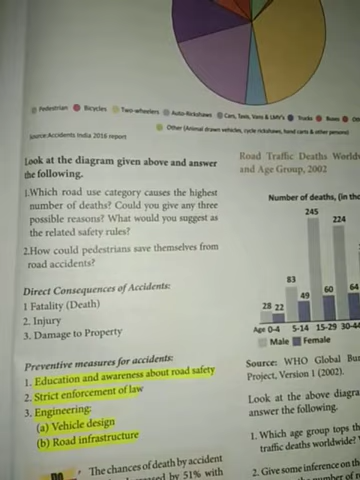 Pedestrian Bicycles Two-wheelers Auto-Rickshaws Cars, Taxis, Vans & LMV's Trucks Buses
Other (Animal drawn vehicles, cycle rickshaws, hand carts & other persons)
source:Accidents India 2016 report
Look at the diagram given above and answer
the following.
1.Which road use category causes the highest
number of deaths? Could you give any three
possible reasons? What would you suggest as
the related safety rules?
2.How could pedestrians save themselves from
road accidents?
Direct Consequences of Accidents:
1 Fatality (Death)
2. Injury
3. Damage to Property
Preventive measures for accidents:
1. Education and awareness about road safety
2. Strict enforcement of law
3. Engineering:
(a) Vehicle design
(b) Road infrastructure
The chances of death by accident
by 51% with
Road Traffic Deaths Worldw
and Age Group, 2002
Number of deaths, (in tho
245
224
83
64
60
49
28 22
Age 0-4 5-14 15-29 30-44
Male Female
Source: WHO Global Bur
Project, Version 1 (2002).
Look at the above diagra
answer the following.
1. Which age group tops th
traffic deaths worldwide?
2. Give some inference on th
number of r